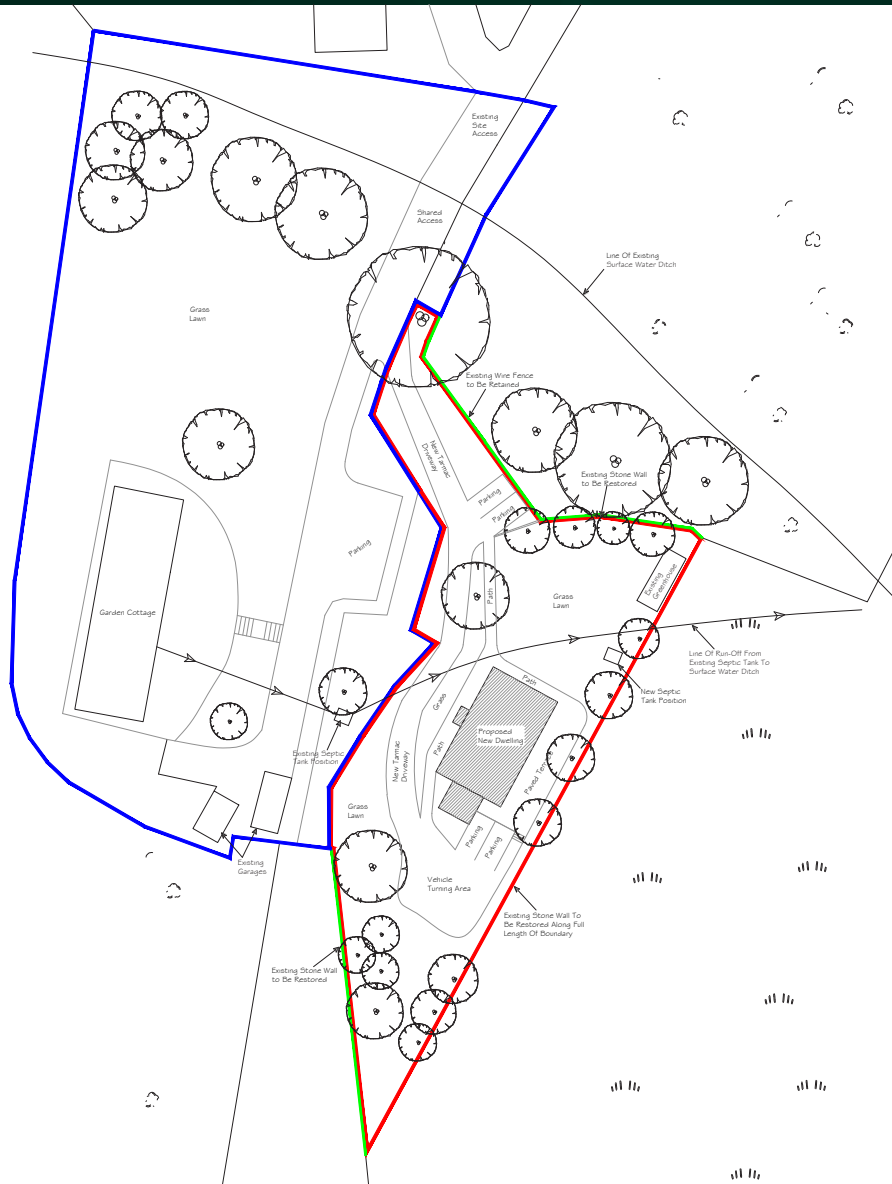 Existing
Site
Access
Shared
Access
Line Of Existing
Surface Water Ditch
Grass
Lawn
Existing Wire Fence
to Be Retained
New Tarmac
Driveway
Existing Stone Wall
to be Restored
Parking
Parking
Parking
Existing
Greenhouse
Path
Grass
Lawn
Garden Cottage
Line Of Run-Off From
Existing Septic Tank To
Surface Water Ditch
Path
New Septic
Tank Position
Grass
Proposed
New Dwelling
Path
Existing Septic
Tank Position
New Tarmac
Driveway
Paved Terrace
Grass
Lawn
Parking
Parking
Existing
Garages
Vehicle
Turning Area
Existing Stone Wall To
Be Restored Along Full
Length Of Boundary
Existing Stone Wall
to Be Restored